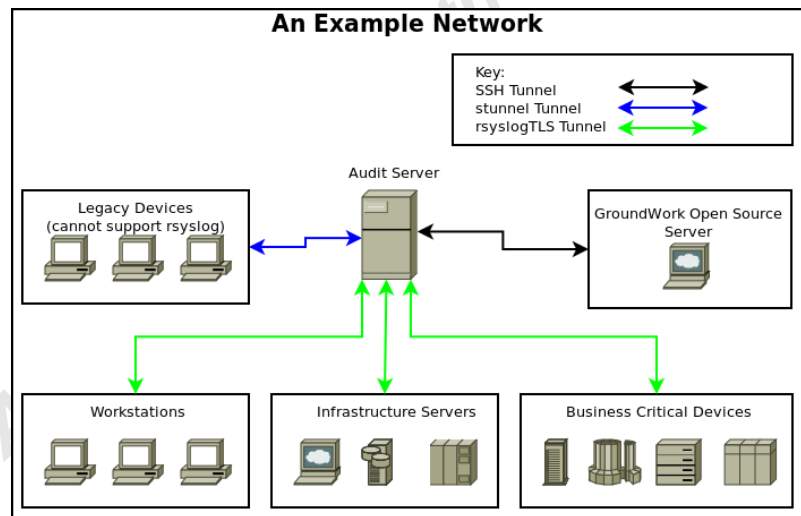 An Example Network
Key:
SSH Tunnel
stunnel Tunnel
rsyslogTLS Tunnel
Audit Server
Legacy Devices
(cannot support rsyslog)
GroundWork Open Source
Server
Workstations
Infrastructure Servers
Business Critical Devices